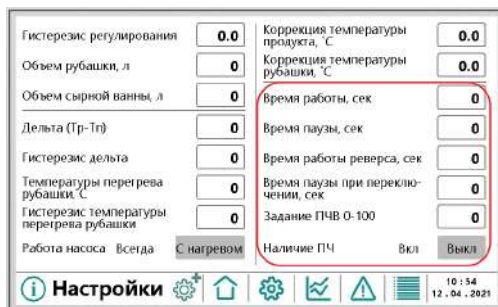 Гистерезис регулирования 0.0
Объем рубашки, л 0
Объем сырной ванны, л 0
Дельта (Тр-Тп) 0
Гистерезис дельта 0
Температуры перегрева
рубашки, °С 0
Гистерезис температуры
перегрева рубашки 0
Работа насоса Всегда С нагревом
Коррекция температуры
продукта, °С 0.0
Коррекция температуры
рубашки, °С 0.0
Время работы, сек 0
Время паузы, сек 0
Время работы реверса, сек 0
Время паузы при переклю-
чении, сек 0
Задание ПЧВ 0-100 0
Наличие ПЧ Вкл Выкл
Настройки
10:54
12.04.2021